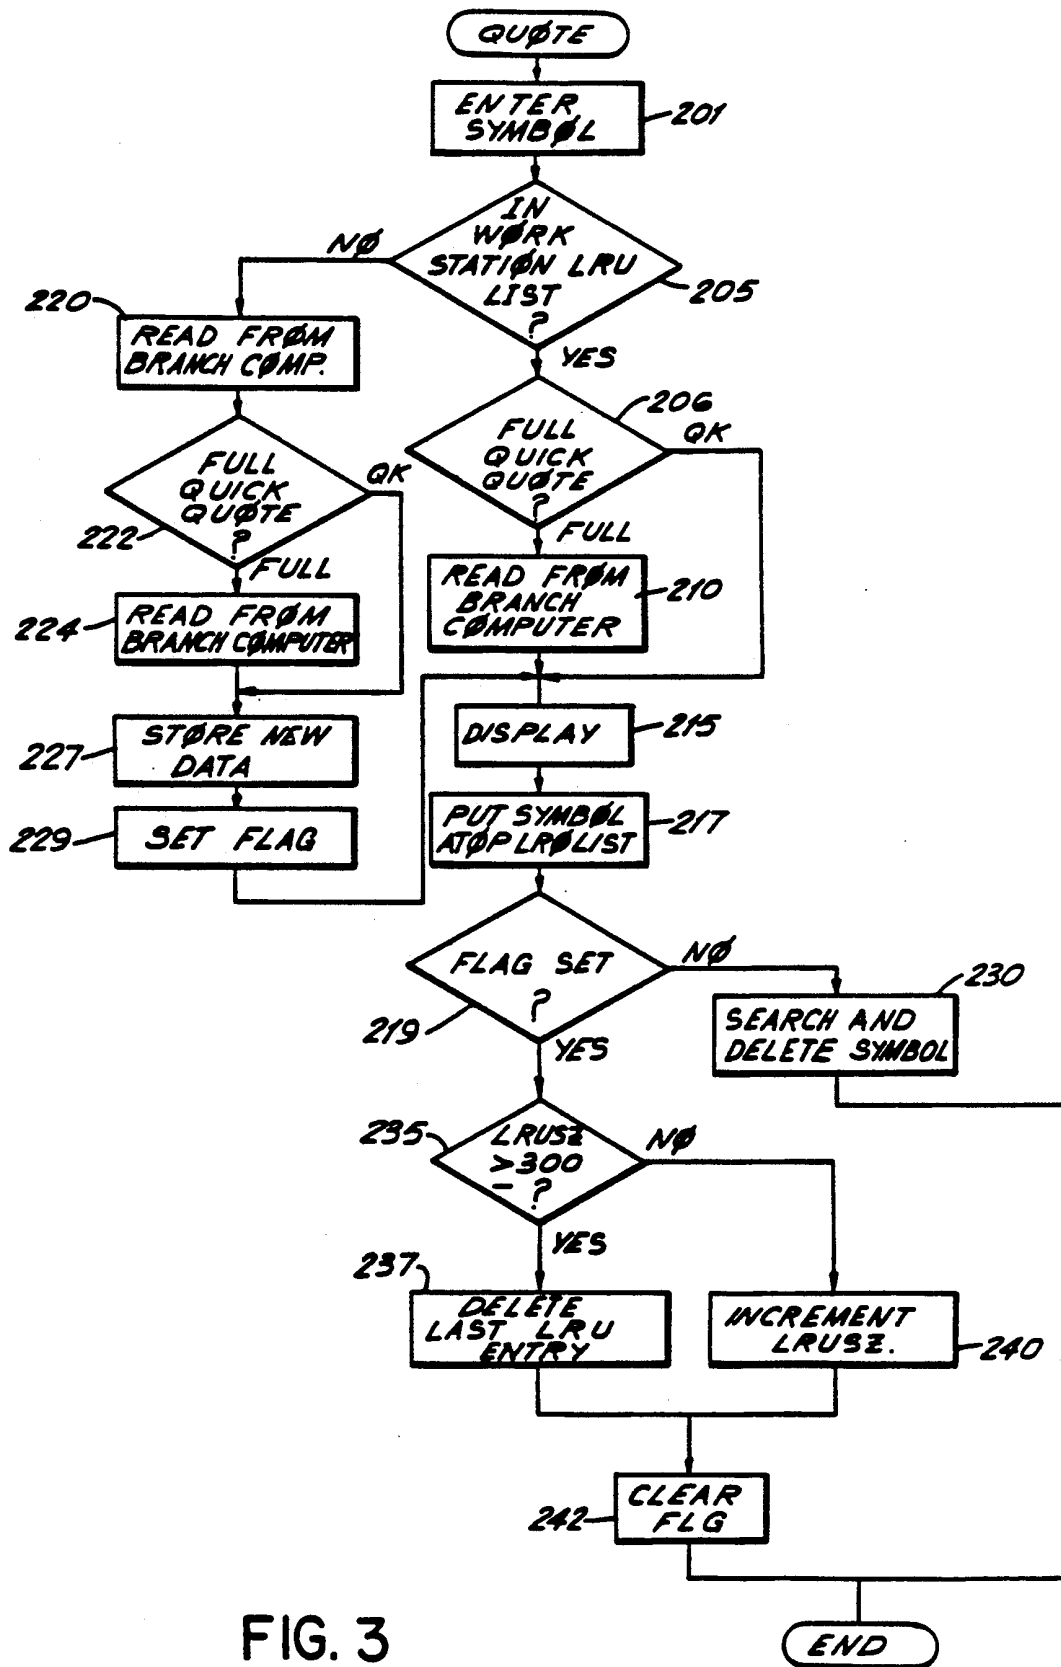 QUØTE
ENTER
SYMBØL
201
IN
WØRK
STATIØN LRU
LIST
?
205
NØ
YES
220
READ FRØM
BRANCH CØMP.
206
FULL
QUICK
QUØTE
?
QK
FULL
FULL
QUICK
QUØTE
?
QK
222
FULL
READ FRØM
BRANCH
CØMPUTER
210
224
READ FRØM
BRANCH CØMPUTER
227
STØRE NEW
DATA
DISPLAY
215
229
SET FLAG
PUT SYMBØL
ATØP LRØ LIST
217
FLAG SET
?
219
NØ
YES
230
SEARCH AND
DELETE SYMBOL
235
LRUSZ
>300
— ?
NØ
YES
237
DELETE
LAST LRU
ENTRY
INCREMENT
LRUSZ.
240
CLEAR
FLG
242
END
FIG. 3